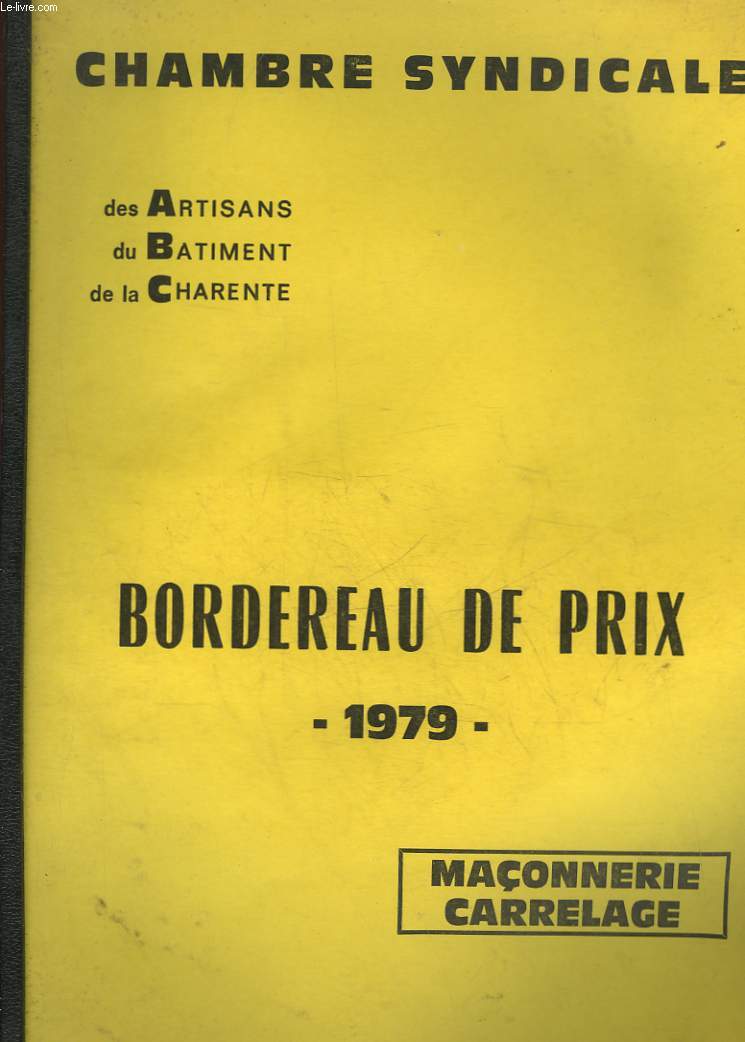 Le-livre.com
CHAMBRE SYNDICALE
des ARTISANS
du BATIMENT
de la CHARENTE
BORDEREAU DE PRIX
- 1979 -
MAÇONNERIE
CARRELAGE